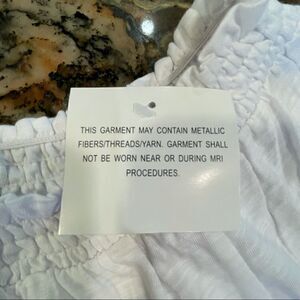 THIS GARMENT MAY CONTAIN METALLIC
FIBERS/THREADS/YARN. GARMENT SHALL
NOT BE WORN NEAR OR DURING MRI
PROCEDURES.